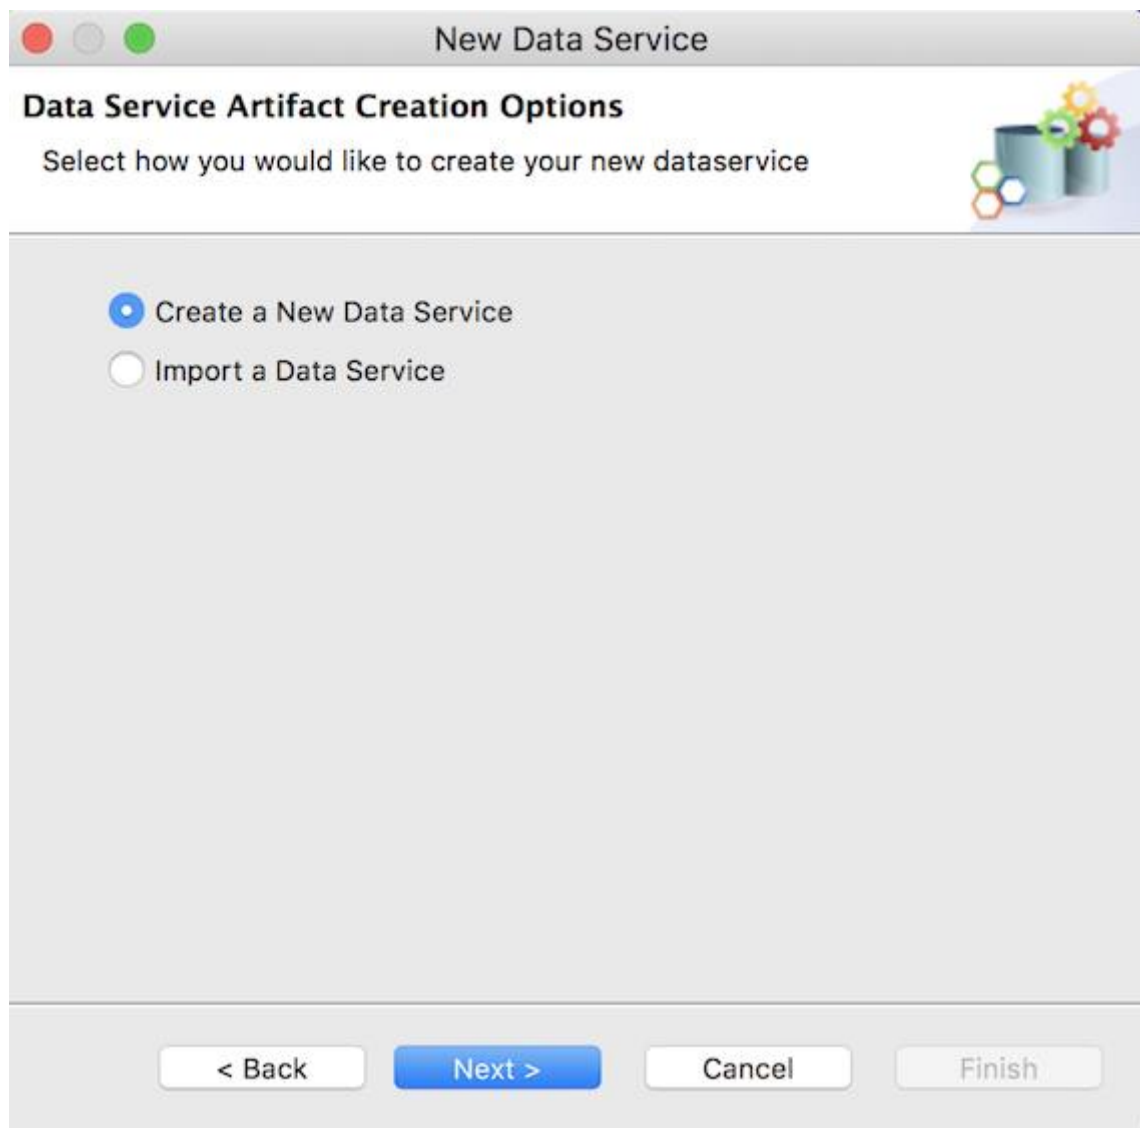 New Data Service
Data Service Artifact Creation Options
Select how you would like to create your new dataservice
Create a New Data Service
Import a Data Service
< Back Next > Cancel Finish